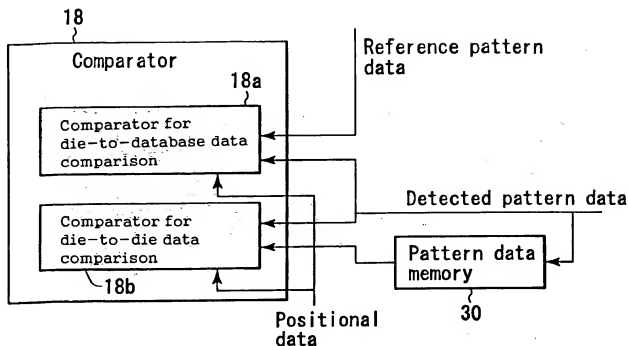 18
Comparator
18a
Comparator for
die-to-database data
comparison
Comparator for
die-to-die data
comparison
18b
Reference pattern
data
Detected pattern data
Pattern data
memory
30
Positional
data